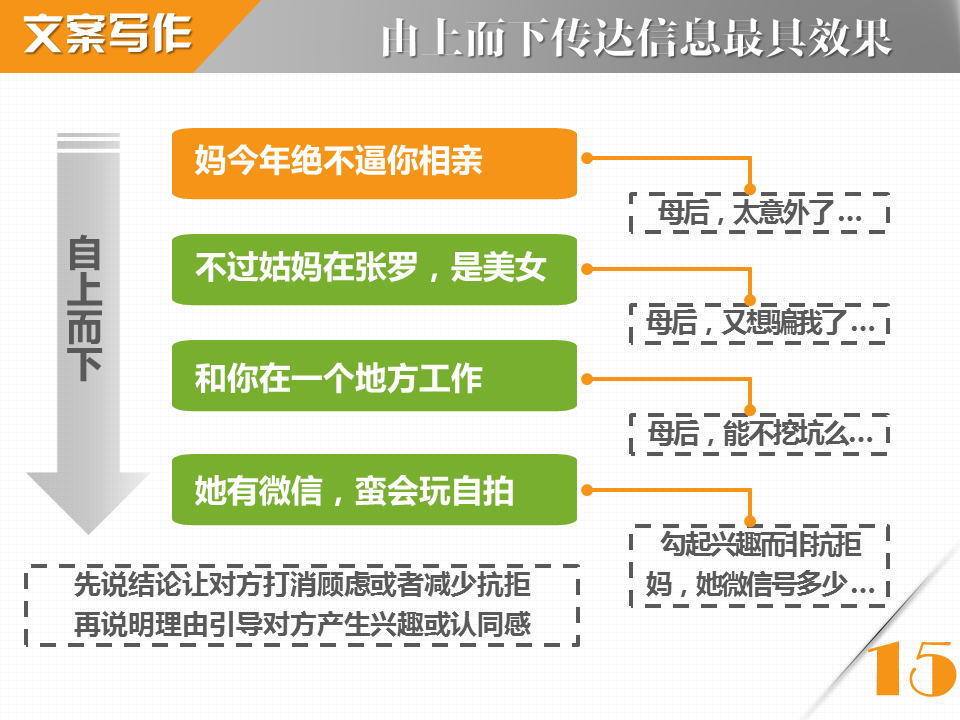 文案写作
由上而下传达信息最具效果
自上而下
妈今年绝不逼你相亲
母后，太意外了...
不过姑妈在张罗，是美女
母后，又想骗我了...
和你在一个地方工作
母后，能不挖坑么...
她有微信，蛮会玩自拍
勾起兴趣而非抗拒
妈，她微信号多少...
先说结论让对方打消顾虑或者减少抗拒
再说明理由引导对方产生兴趣或认同感
15